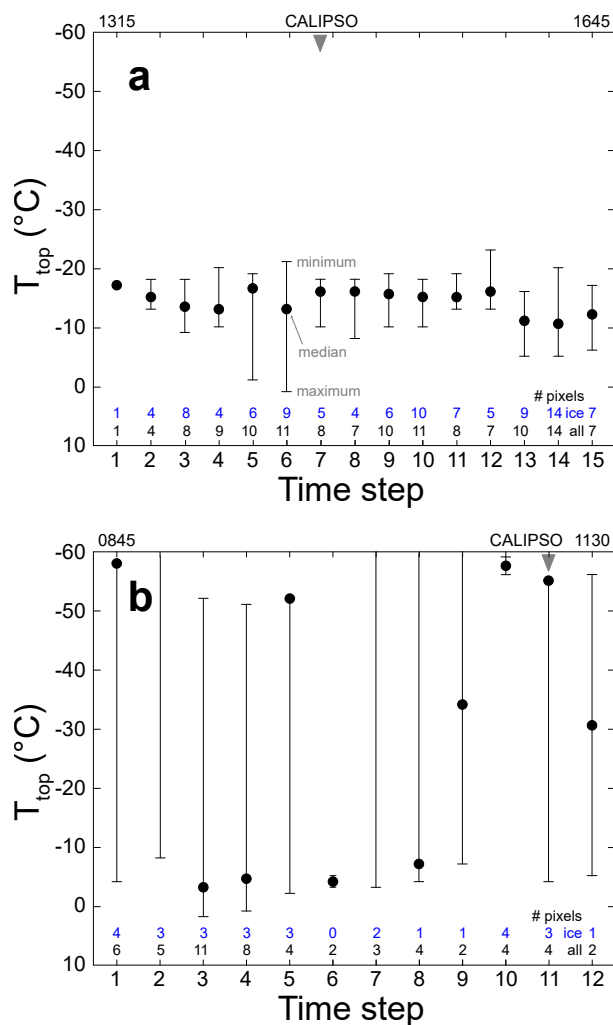 1315 CALIPSO 1645
-60
a
-50
-40
-30
-20
-10
0
10
T_top (°C)
minimum
median
maximum
# pixels
1 4 8 4 6 9 5 4 6 10 7 5 9 14 ice 7
1 4 8 9 10 11 8 7 10 11 8 7 10 14 all 7
1 2 3 4 5 6 7 8 9 10 11 12 13 14 15
Time step
0845 CALIPSO 1130
-60
b
-50
-40
-30
-20
-10
0
10
T_top (°C)
# pixels
4 3 3 3 3 0 2 1 1 4 3 ice 1
6 5 11 8 4 2 3 4 2 4 4 all 2
1 2 3 4 5 6 7 8 9 10 11 12
Time step